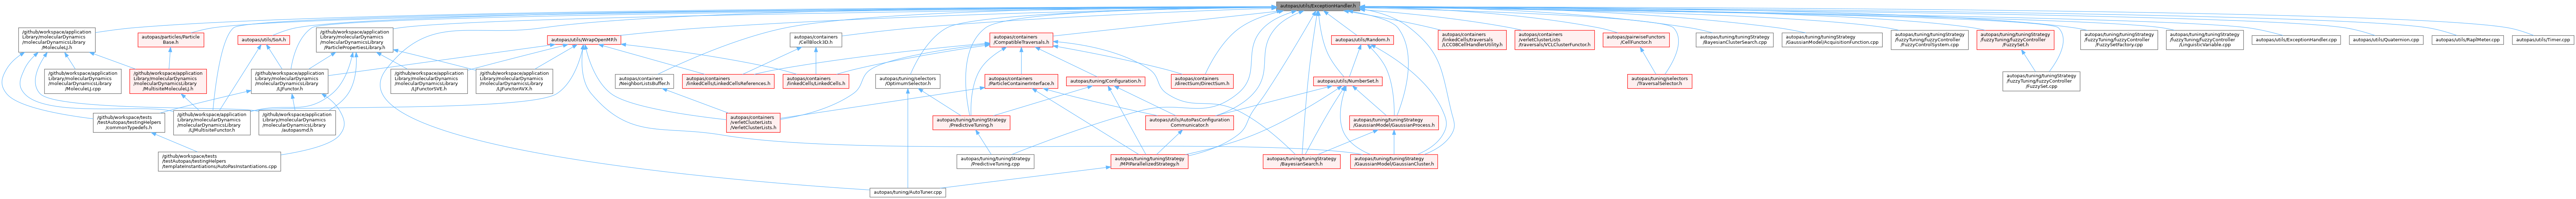 autopas/utils/ExceptionHandler.h
/github/workspace/application
Library/molecularDynamics
/molecularDynamicsLibrary
/MoleculeLJ.h
autopas/particles/Particle
Base.h
autopas/utils/SoA.h
/github/workspace/application
Library/molecularDynamics
/molecularDynamicsLibrary
/ParticlePropertiesLibrary.h
autopas/utils/WrapOpenMP.h
autopas/containers
/CellBlock3D.h
autopas/containers
/CompatibleTraversals.h
autopas/utils/Random.h
autopas/containers
/linkedCells/traversals
/LCC08CellHandlerUtility.h
autopas/containers
/verletClusterLists
/traversals/VCLClusterFunctor.h
autopas/pairwiseFunctors
/CellFunctor.h
autopas/tuning/tuningStrategy
/BayesianClusterSearch.cpp
autopas/tuning/tuningStrategy
/GaussianModel/AcquisitionFunction.cpp
autopas/tuning/tuningStrategy
/fuzzyTuning/fuzzyController
/FuzzyControlSystem.cpp
autopas/tuning/tuningStrategy
/fuzzyTuning/fuzzyController
/FuzzySet.h
autopas/tuning/tuningStrategy
/fuzzyTuning/fuzzyController
/FuzzySetFactory.cpp
autopas/tuning/tuningStrategy
/fuzzyTuning/fuzzyController
/LinguisticVariable.cpp
autopas/utils/ExceptionHandler.cpp
autopas/utils/Quaternion.cpp
autopas/utils/RaplMeter.cpp
autopas/utils/Timer.cpp
/github/workspace/application
Library/molecularDynamics
/molecularDynamicsLibrary
/MoleculeLJ.cpp
/github/workspace/application
Library/molecularDynamics
/molecularDynamicsLibrary
/MultisiteMoleculeLJ.h
/github/workspace/application
Library/molecularDynamics
/molecularDynamicsLibrary
/LJFunctor.h
/github/workspace/application
Library/molecularDynamics
/molecularDynamicsLibrary
/LJFunctorSVE.h
/github/workspace/application
Library/molecularDynamics
/molecularDynamicsLibrary
/LJFunctorAVX.h
autopas/containers
/NeighborListsBuffer.h
autopas/containers
/linkedCells/LinkedCellsReferences.h
autopas/containers
/linkedCells/LinkedCells.h
autopas/tuning/selectors
/OptimumSelector.h
autopas/containers
/ParticleContainerInterface.h
autopas/tuning/Configuration.h
autopas/containers
/directSum/DirectSum.h
autopas/utils/NumberSet.h
autopas/tuning/selectors
/TraversalSelector.h
autopas/tuning/tuningStrategy
/fuzzyTuning/fuzzyController
/FuzzySet.cpp
/github/workspace/tests
/testAutopas/testingHelpers
/commonTypedefs.h
/github/workspace/application
Library/molecularDynamics
/molecularDynamicsLibrary
/LJMultisiteFunctor.h
/github/workspace/application
Library/molecularDynamics
/molecularDynamicsLibrary
/autopasmd.h
autopas/containers
/verletClusterLists
/VerletClusterLists.h
autopas/tuning/tuningStrategy
/PredictiveTuning.h
autopas/utils/AutoPasConfiguration
Communicator.h
autopas/tuning/tuningStrategy
/GaussianModel/GaussianProcess.h
/github/workspace/tests
/testAutopas/testingHelpers
/templateInstantiations/AutoPasInstantiations.cpp
autopas/tuning/tuningStrategy
/PredictiveTuning.cpp
autopas/tuning/tuningStrategy
/MPIParallelizedStrategy.h
autopas/tuning/tuningStrategy
/BayesianSearch.h
autopas/tuning/tuningStrategy
/GaussianModel/GaussianCluster.h
autopas/tuning/AutoTuner.cpp